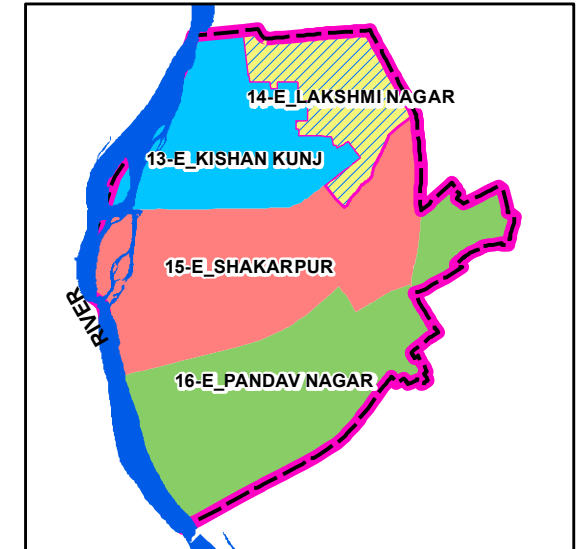 14-E_LAKSHMI NAGAR
13-E_KISHAN KUNJ
15-E_SHAKARPUR
RIVER
16-E_PANDAV NAGAR